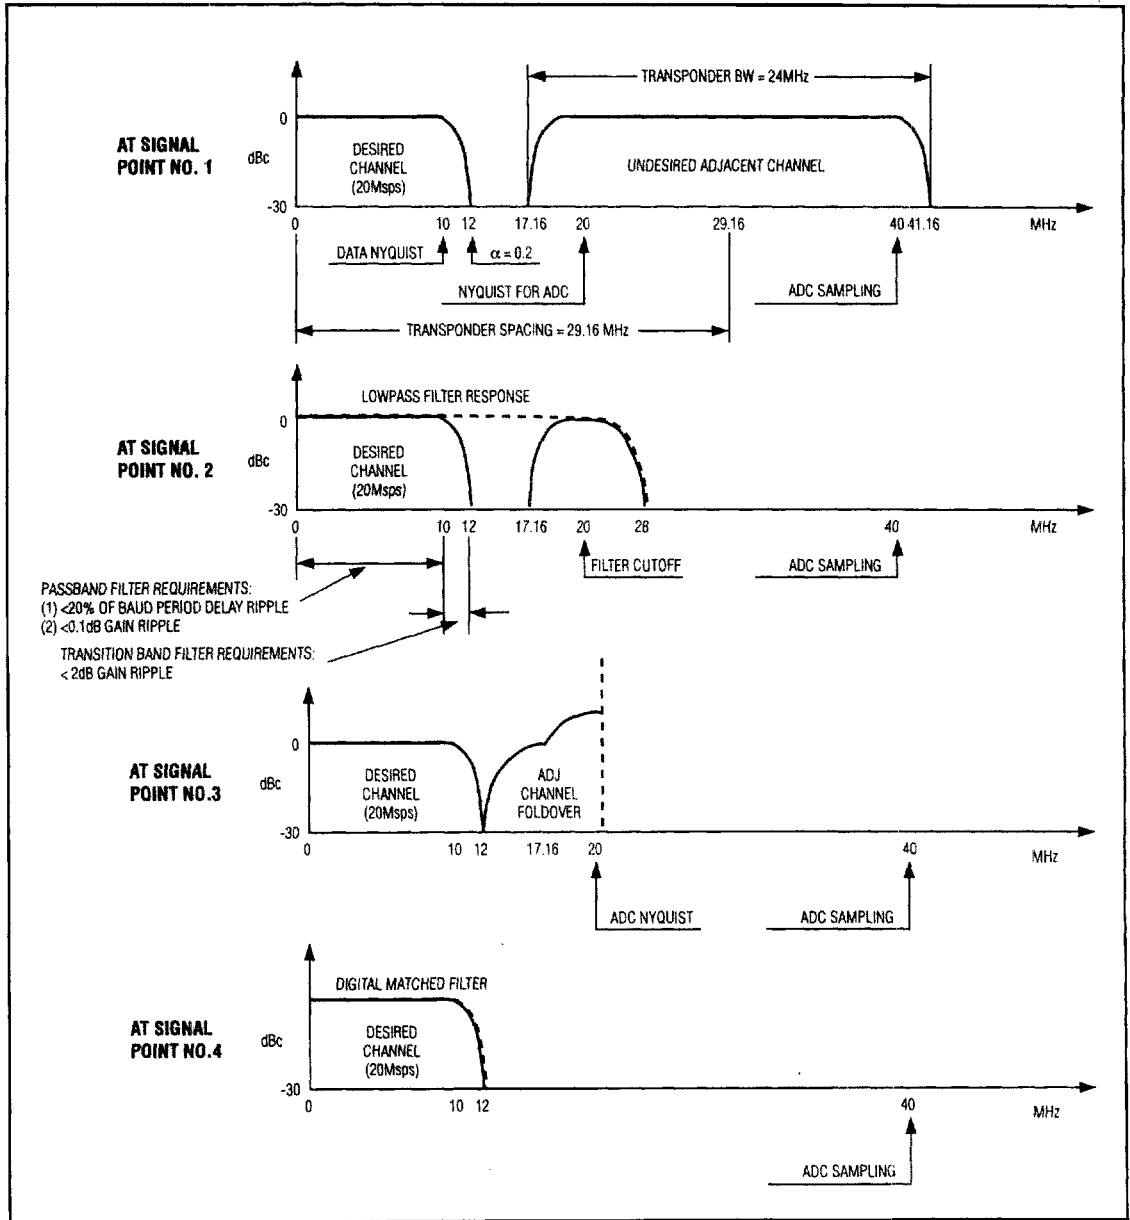 TRANSPONDER BW = 24MHz
0
AT SIGNAL
POINT NO. 1
dBc
DESIRED
CHANNEL
(20Msps)
UNDESIRED ADJACENT CHANNEL
-30
0 10 12 17.16 20 29.16 40 41.16 MHz
DATA NYQUIST α = 0.2
NYQUIST FOR ADC ADC SAMPLING
TRANSPONDER SPACING = 29.16 MHz
LOWPASS FILTER RESPONSE
0
AT SIGNAL
POINT NO. 2
dBc
DESIRED
CHANNEL
(20Msps)
-30
0 10 12 17.16 20 28 40 MHz
FILTER CUTOFF ADC SAMPLING
PASSBAND FILTER REQUIREMENTS:
(1) <20% OF BAUD PERIOD DELAY RIPPLE
(2) <0.1dB GAIN RIPPLE
TRANSITION BAND FILTER REQUIREMENTS:
< 2dB GAIN RIPPLE
0
AT SIGNAL
POINT NO.3
dBc
DESIRED
CHANNEL
(20Msps)
ADJ
CHANNEL
FOLDOVER
-30
0 10 12 17.16 20 40 MHz
ADC NYQUIST ADC SAMPLING
DIGITAL MATCHED FILTER
AT SIGNAL
POINT NO.4
dBc
DESIRED
CHANNEL
(20Msps)
-30
0 10 12 40 MHz
ADC SAMPLING